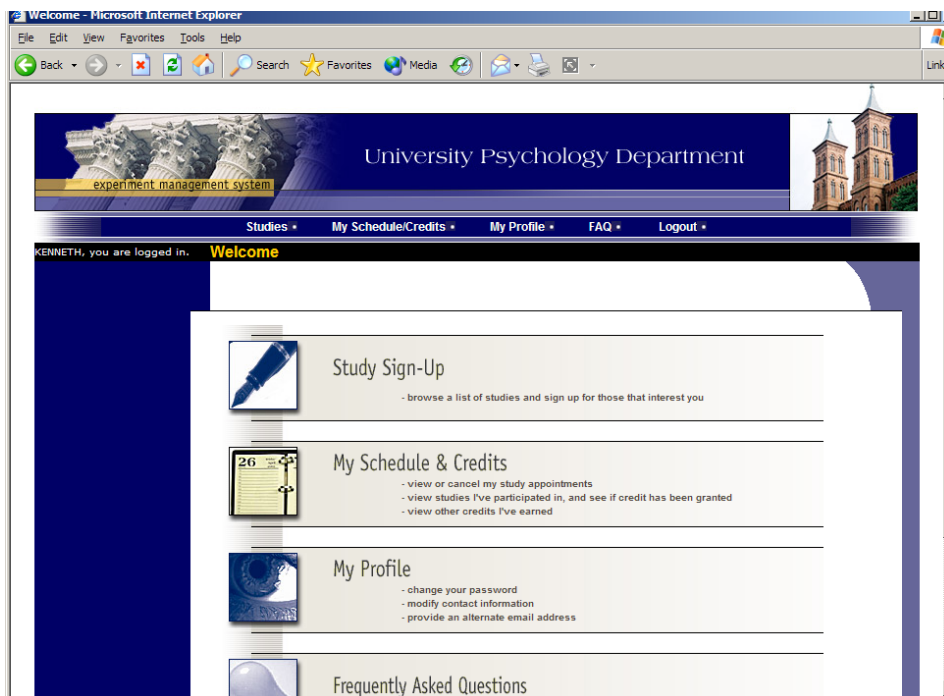 Welcome - Microsoft Internet Explorer
File Edit View Favorites Tools Help
Back Search Favorites Media
Link
University Psychology Department
experiment management system
Studies My Schedule/Credits My Profile FAQ Logout
KENNETH, you are logged in. Welcome
Study Sign-Up
- browse a list of studies and sign up for those that interest you
26
My Schedule & Credits
- view or cancel my study appointments
- view studies I've participated in, and see if credit has been granted
- view other credits I've earned
My Profile
- change your password
- modify contact information
- provide an alternate email address
Frequently Asked Questions